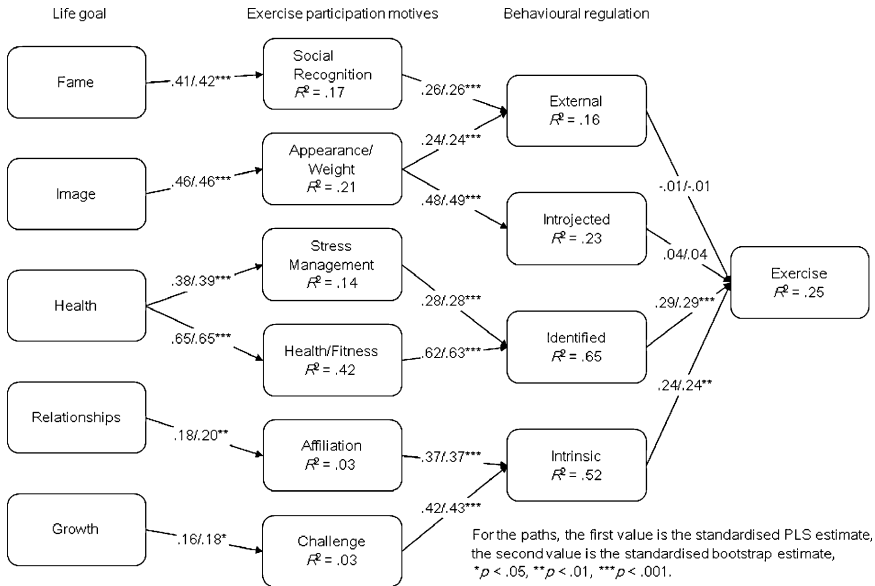 Life goal
Exercise participation motives
Behavioural regulation
Fame
.41/.42***
Social
Recognition
R² = .17
.26/.26***
External
R² = .16
Image
.46/.46***
Appearance/
Weight
R² = .21
.24/.24***
.48/.49***
-.01/-.01
Introjected
R² = .23
.04/.04
Health
.38/.39***
.65/.65***
Stress
Management
R² = .14
.28/.28***
Exercise
R² = .25
Health/Fitness
R² = .42
.62/.63***
Identified
R² = .65
.29/.29***
.24/.24**
Relationships
.18/.20**
Affiliation
R² = .03
.37/.37***
Intrinsic
R² = .52
Growth
.16/.18*
Challenge
R² = .03
.42/.43***
For the paths, the first value is the standardised PLS estimate,
the second value is the standardised bootstrap estimate,
*p < .05, **p < .01, ***p < .001.